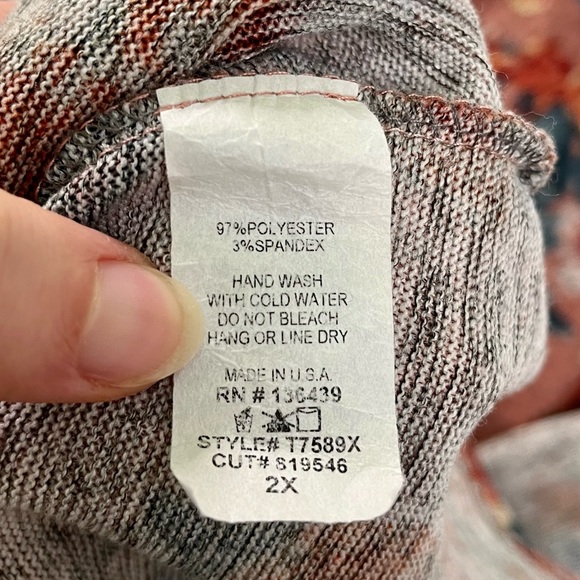 97%POLYESTER
3%SPANDEX
HAND WASH
WITH COLD WATER
DO NOT BLEACH
HANG OR LINE DRY
MADE IN U.S.A.
RN # 136439
STYLE# T7589X
CUT# S19546
2X